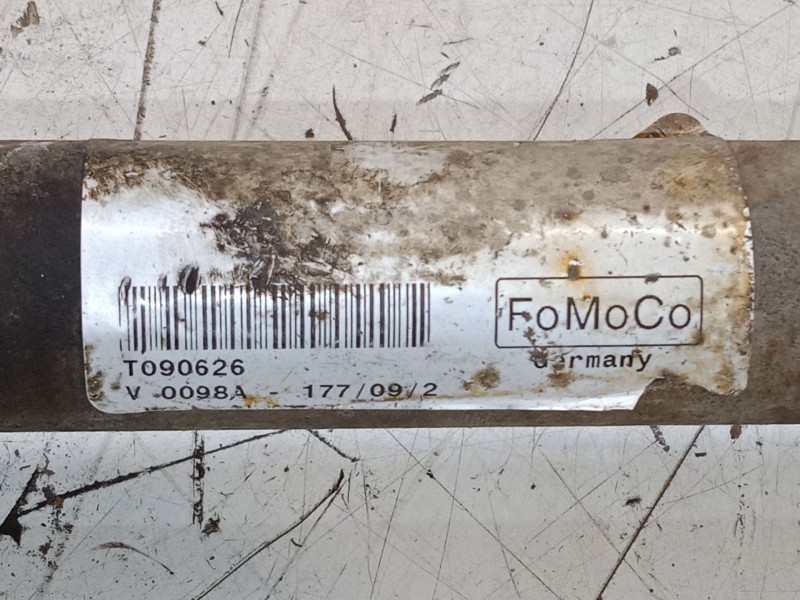 FoMoCo
Germany
T090626
V 0098A - 177/09/2